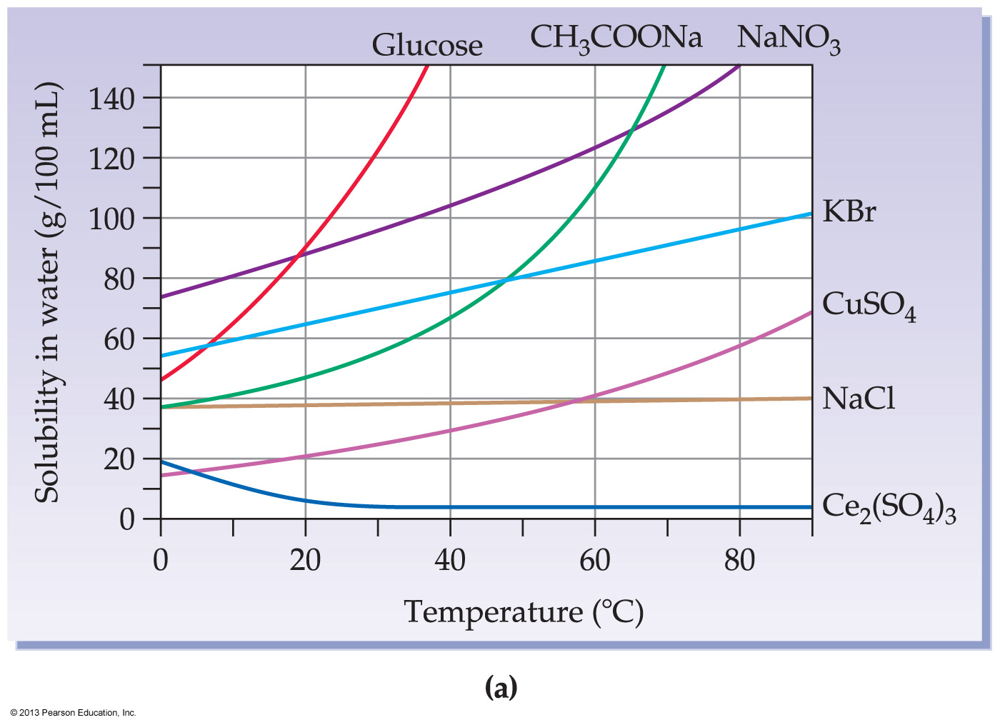 Glucose CH₃COONa NaNO₃
Solubility in water (g/100 mL)
140
120
100
80
60
40
20
0
KBr
CuSO₄
NaCl
Ce₂(SO₄)₃
0 20 40 60 80
Temperature (°C)
(a)
© 2013 Pearson Education, Inc.